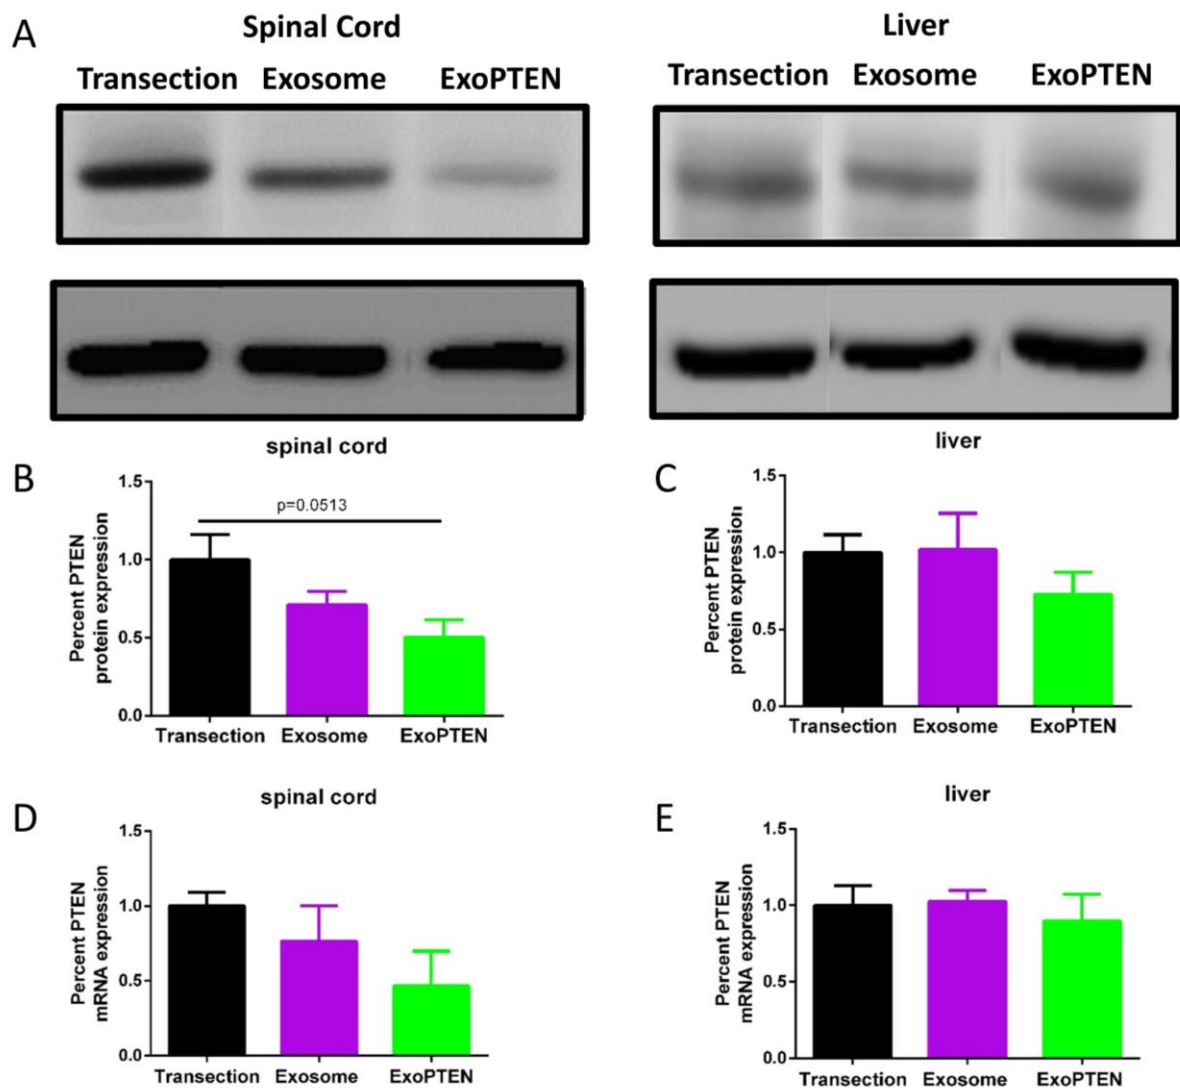 A
Spinal Cord
Transection Exosome ExoPTEN
Liver
Transection Exosome ExoPTEN
B
spinal cord
Percent PTEN
protein expression
1.5
1.0
0.5
0.0
p=0.0513
Transection Exosome ExoPTEN
C
liver
Percent PTEN
protein expression
1.5
1.0
0.5
0.0
Transection Exosome ExoPTEN
D
spinal cord
Percent PTEN
mRNA expression
1.5
1.0
0.5
0.0
Transection Exosome ExoPTEN
E
liver
Percent PTEN
mRNA expression
1.5
1.0
0.5
0.0
Transection Exosome ExoPTEN